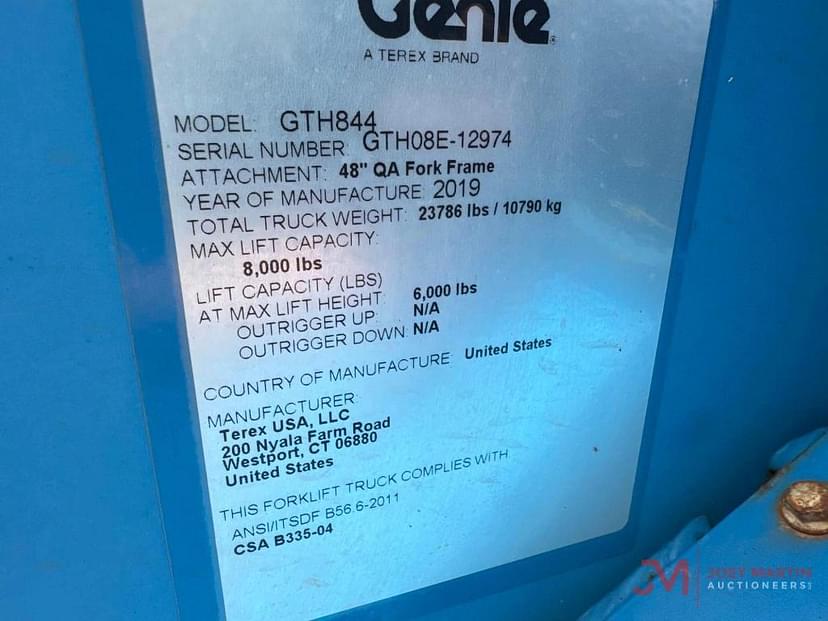 Genie
A TEREX BRAND
MODEL: GTH844
SERIAL NUMBER: GTH08E-12974
ATTACHMENT: 48" QA Fork Frame
YEAR OF MANUFACTURE: 2019
TOTAL TRUCK WEIGHT: 23786 lbs / 10790 kg
MAX LIFT CAPACITY:
8,000 lbs
LIFT CAPACITY (LBS)
AT MAX LIFT HEIGHT: 6,000 lbs
OUTRIGGER UP: N/A
OUTRIGGER DOWN: N/A
COUNTRY OF MANUFACTURE: United States
MANUFACTURER:
Terex USA, LLC
200 Nyala Farm Road
Westport, CT 06880
United States
THIS FORKLIFT TRUCK COMPLIES WITH
ANSI/ITSDF B56.6-2011
CSA B335-04
JM
JOEY MARTIN
AUCTIONEERS